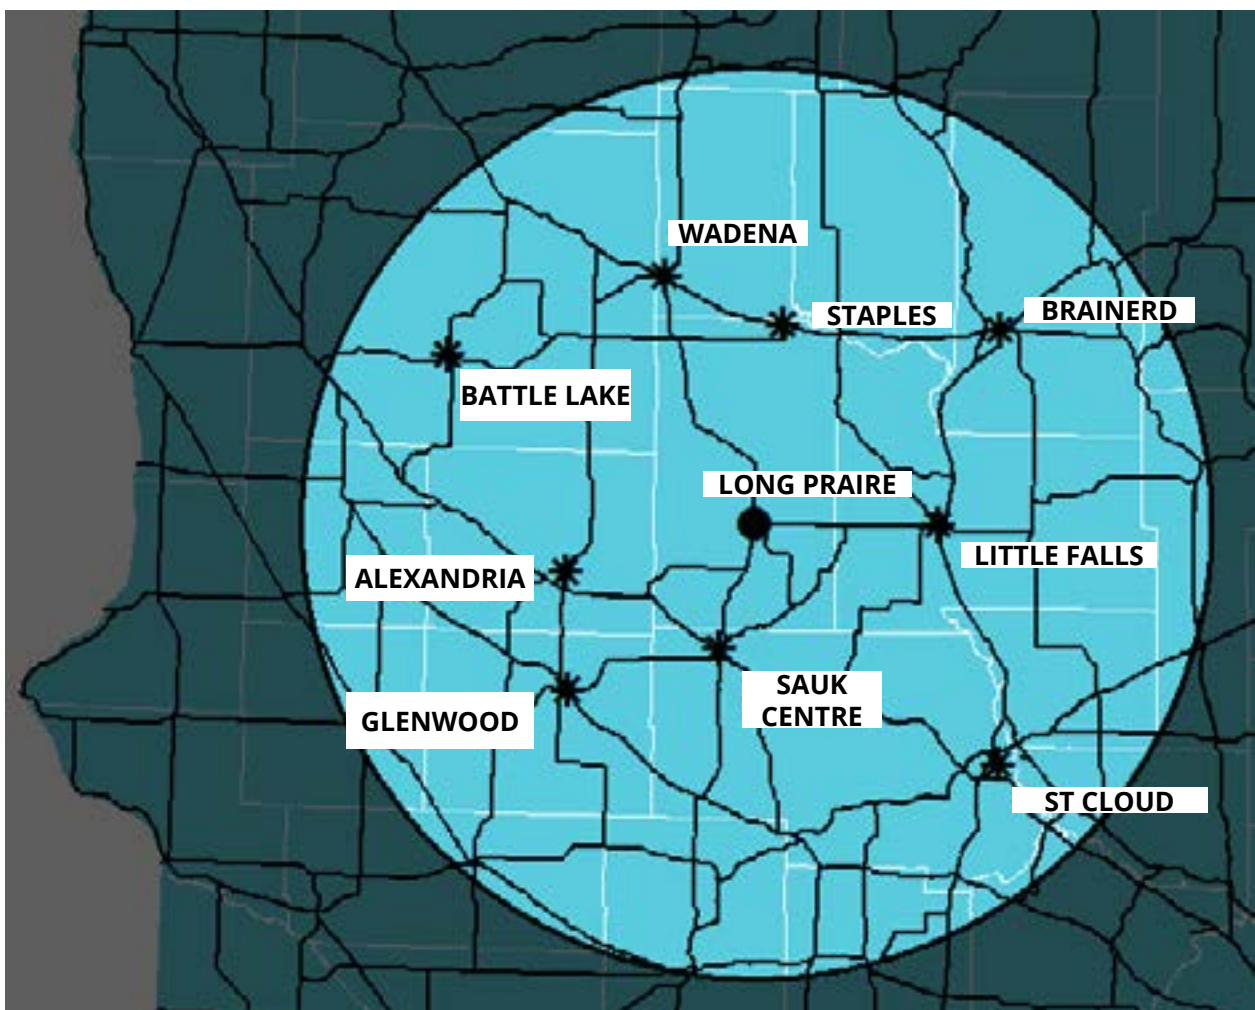 WADENA
STAPLES
BRAINERD
BATTLE LAKE
LONG PRAIRE
LITTLE FALLS
ALEXANDRIA
SAUK
CENTRE
GLENWOOD
ST CLOUD